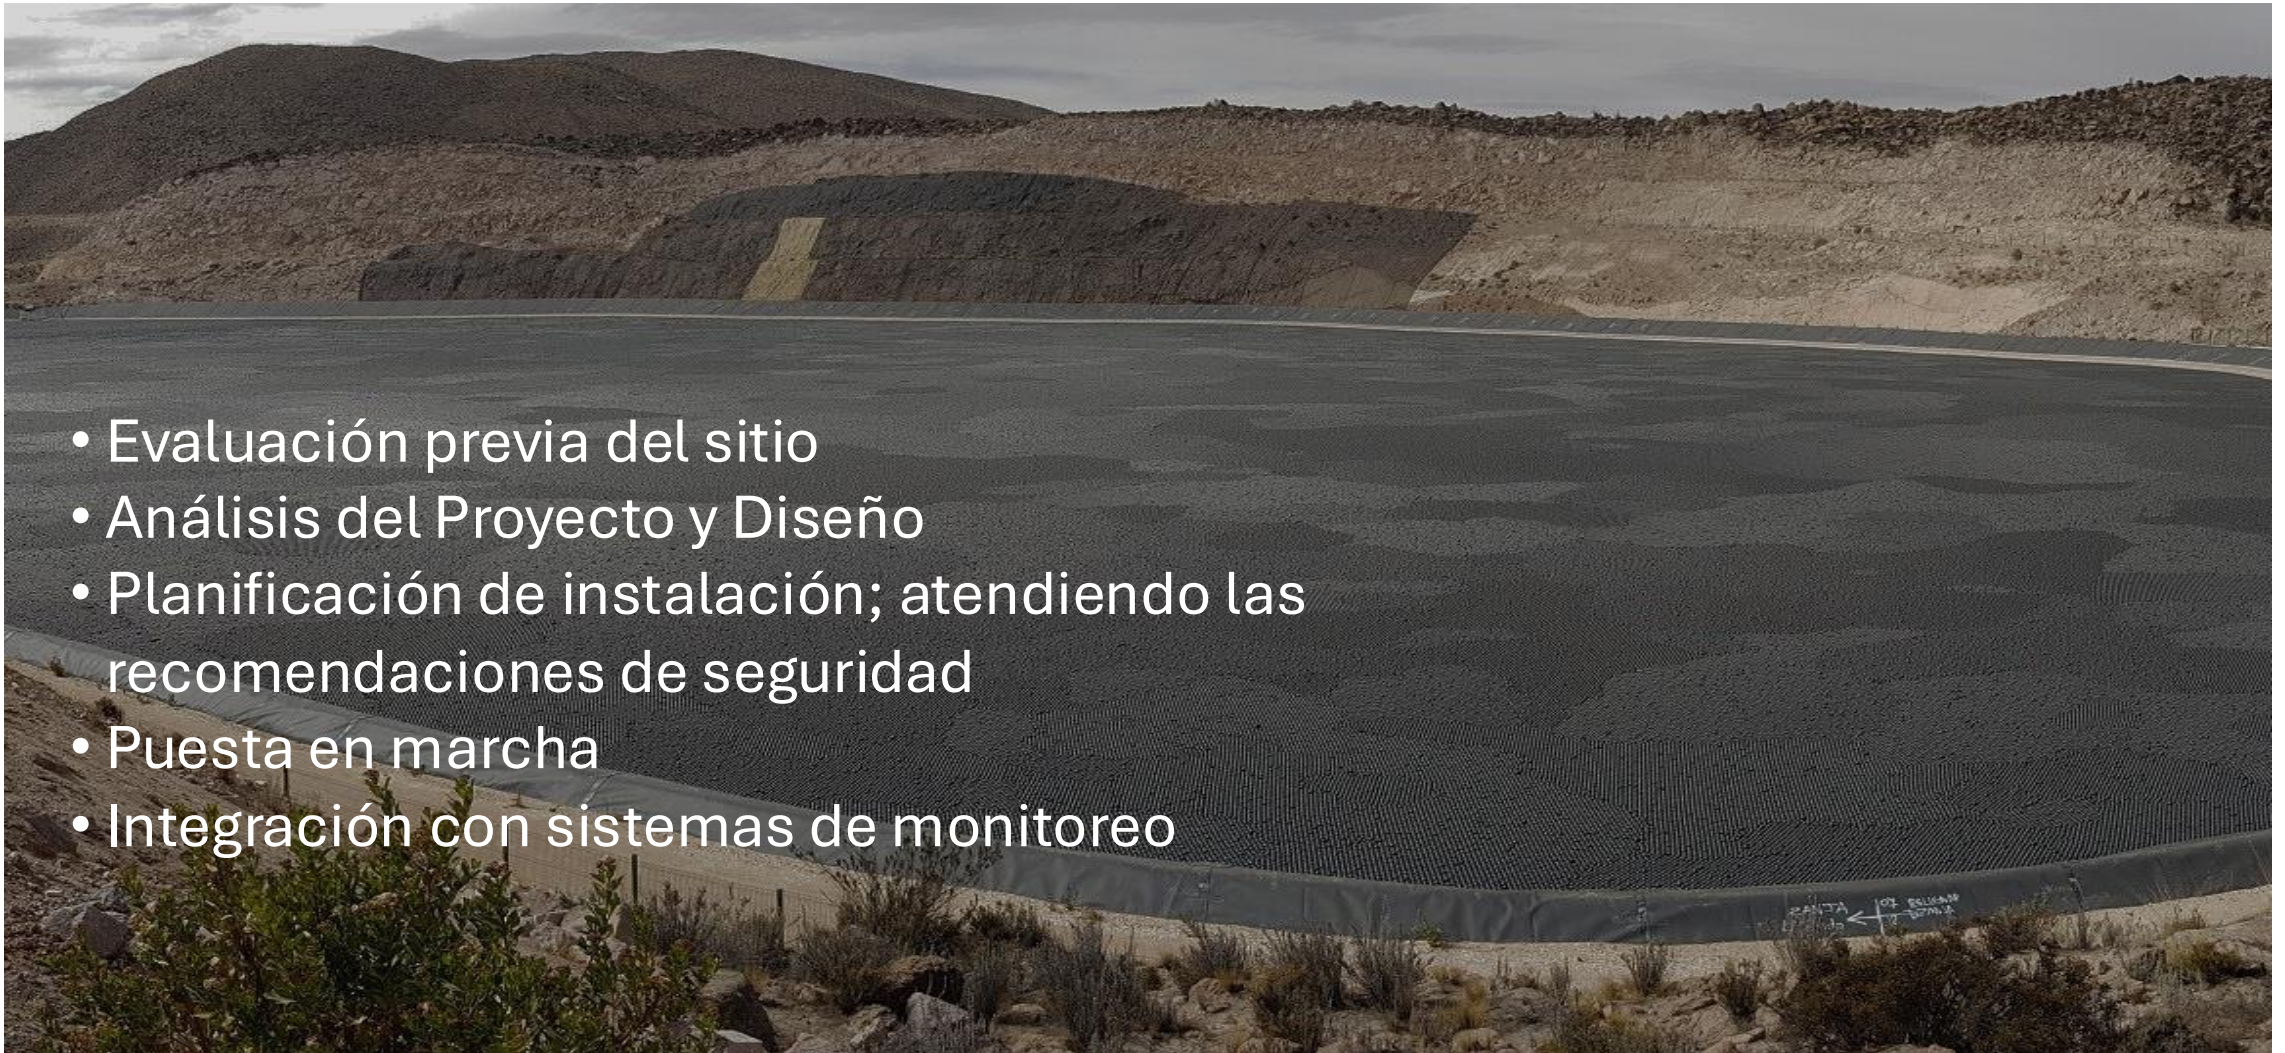 • Evaluación previa del sitio
• Análisis del Proyecto y Diseño
• Planificación de instalación; atendiendo las
recomendaciones de seguridad
• Puesta en marcha
• Integración con sistemas de monitoreo
ZANJA